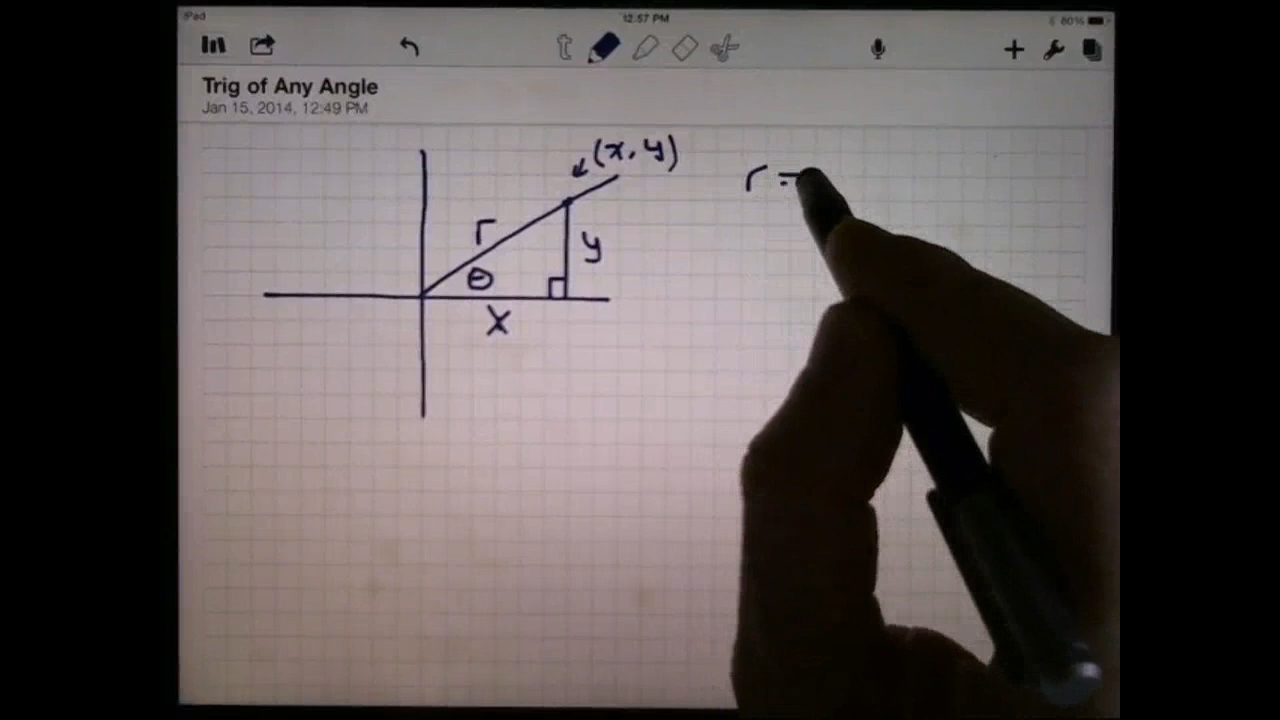 iPad
12:57 PM
80%
t
Trig of Any Angle
Jan 15, 2014, 12:49 PM
(x, y)
r =
r
y
θ
x